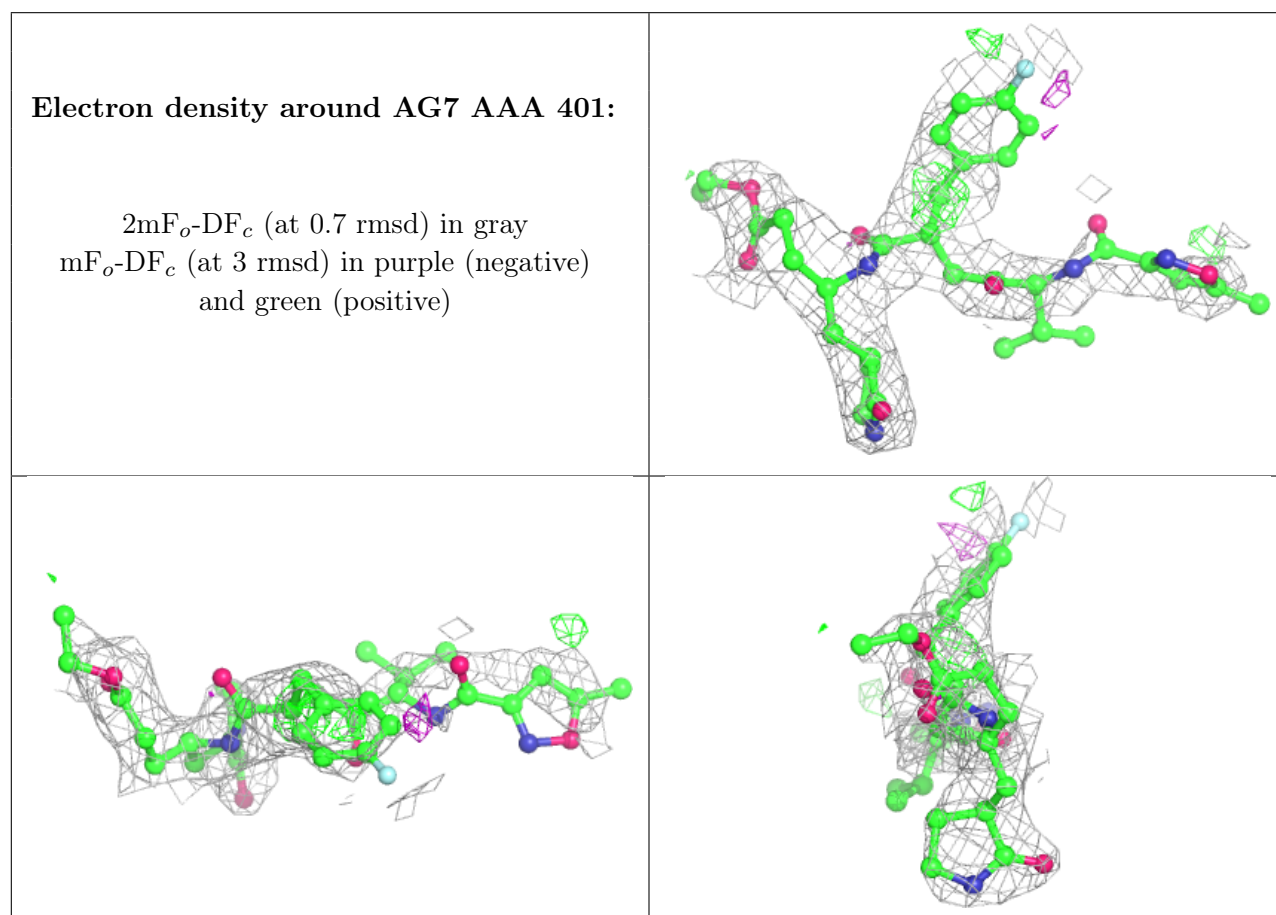 Electron density around AG7 AAA 401:
2mFo-DFc (at 0.7 rmsd) in gray
mFo-DFc (at 3 rmsd) in purple (negative)
and green (positive)